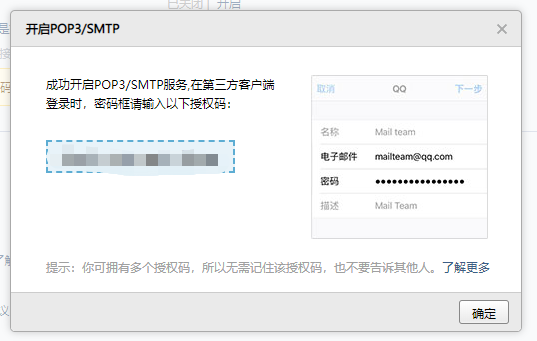 已关闭 | 开启
开启POP3/SMTP
成功开启POP3/SMTP服务,在第三方客户端
登录时，密码框请输入以下授权码：
取消 QQ 下一步
名称 Mail team
电子邮件 mailteam@qq.com
密码 ••••••••••••••••
描述 Mail Team
提示：你可拥有多个授权码，所以无需记住该授权码，也不要告诉其他人。了解更多
确定